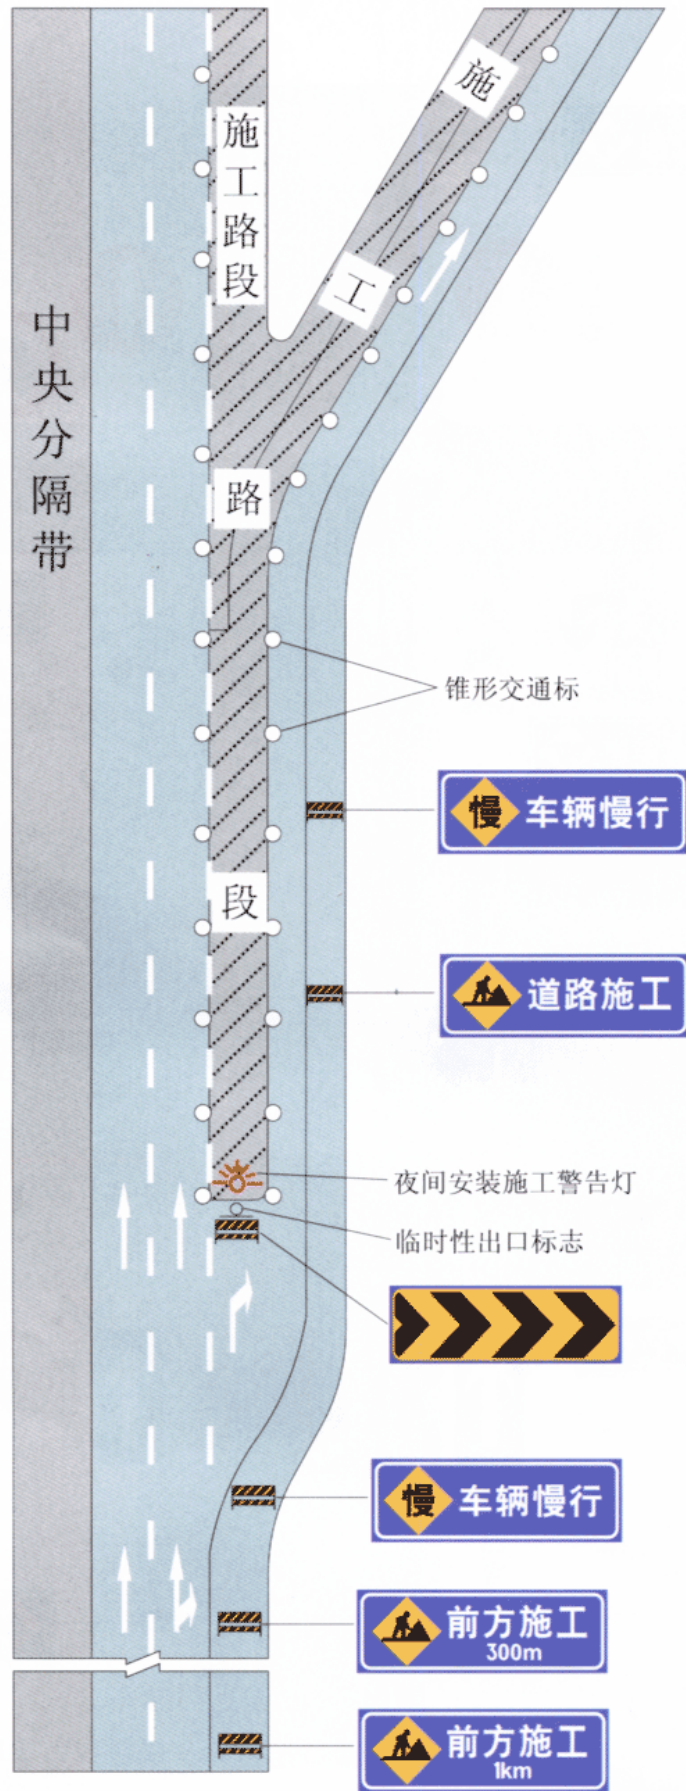 施工路段
施工路段
中央分隔带
锥形交通标
慢 车辆慢行
道路施工
夜间安装施工警告灯
临时性出口标志
慢 车辆慢行
前方施工
300m
前方施工
1km